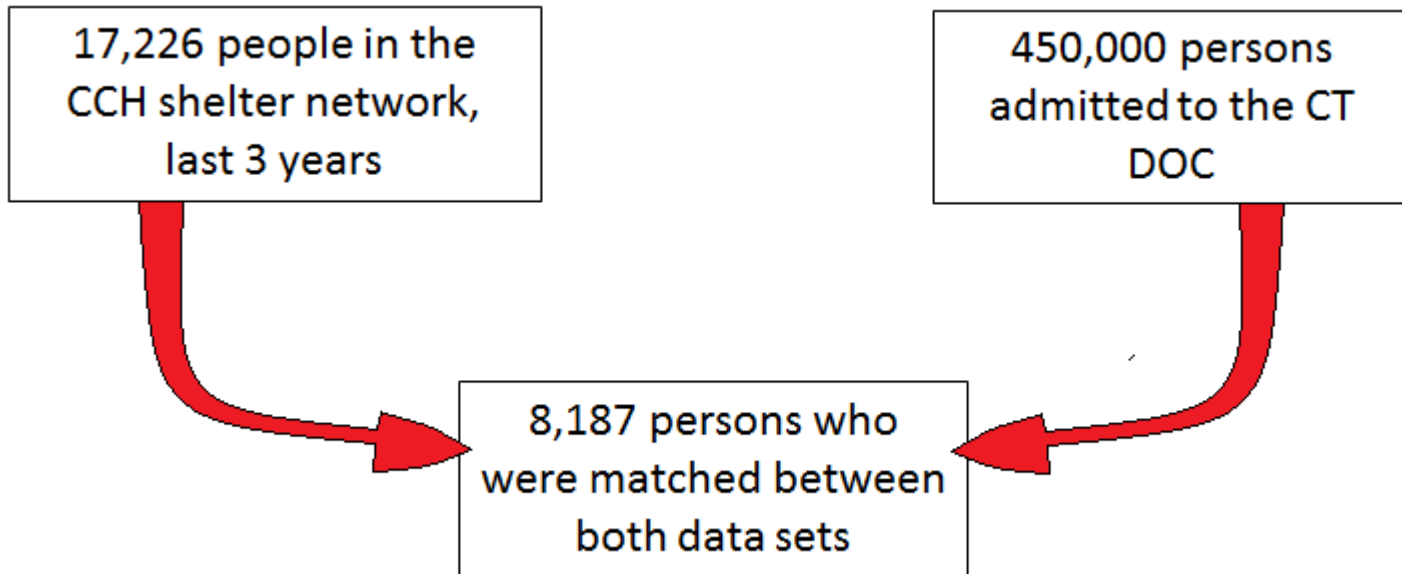 17,226 people in the
CCH shelter network,
last 3 years
450,000 persons
admitted to the CT
DOC
8,187 persons who
were matched between
both data sets